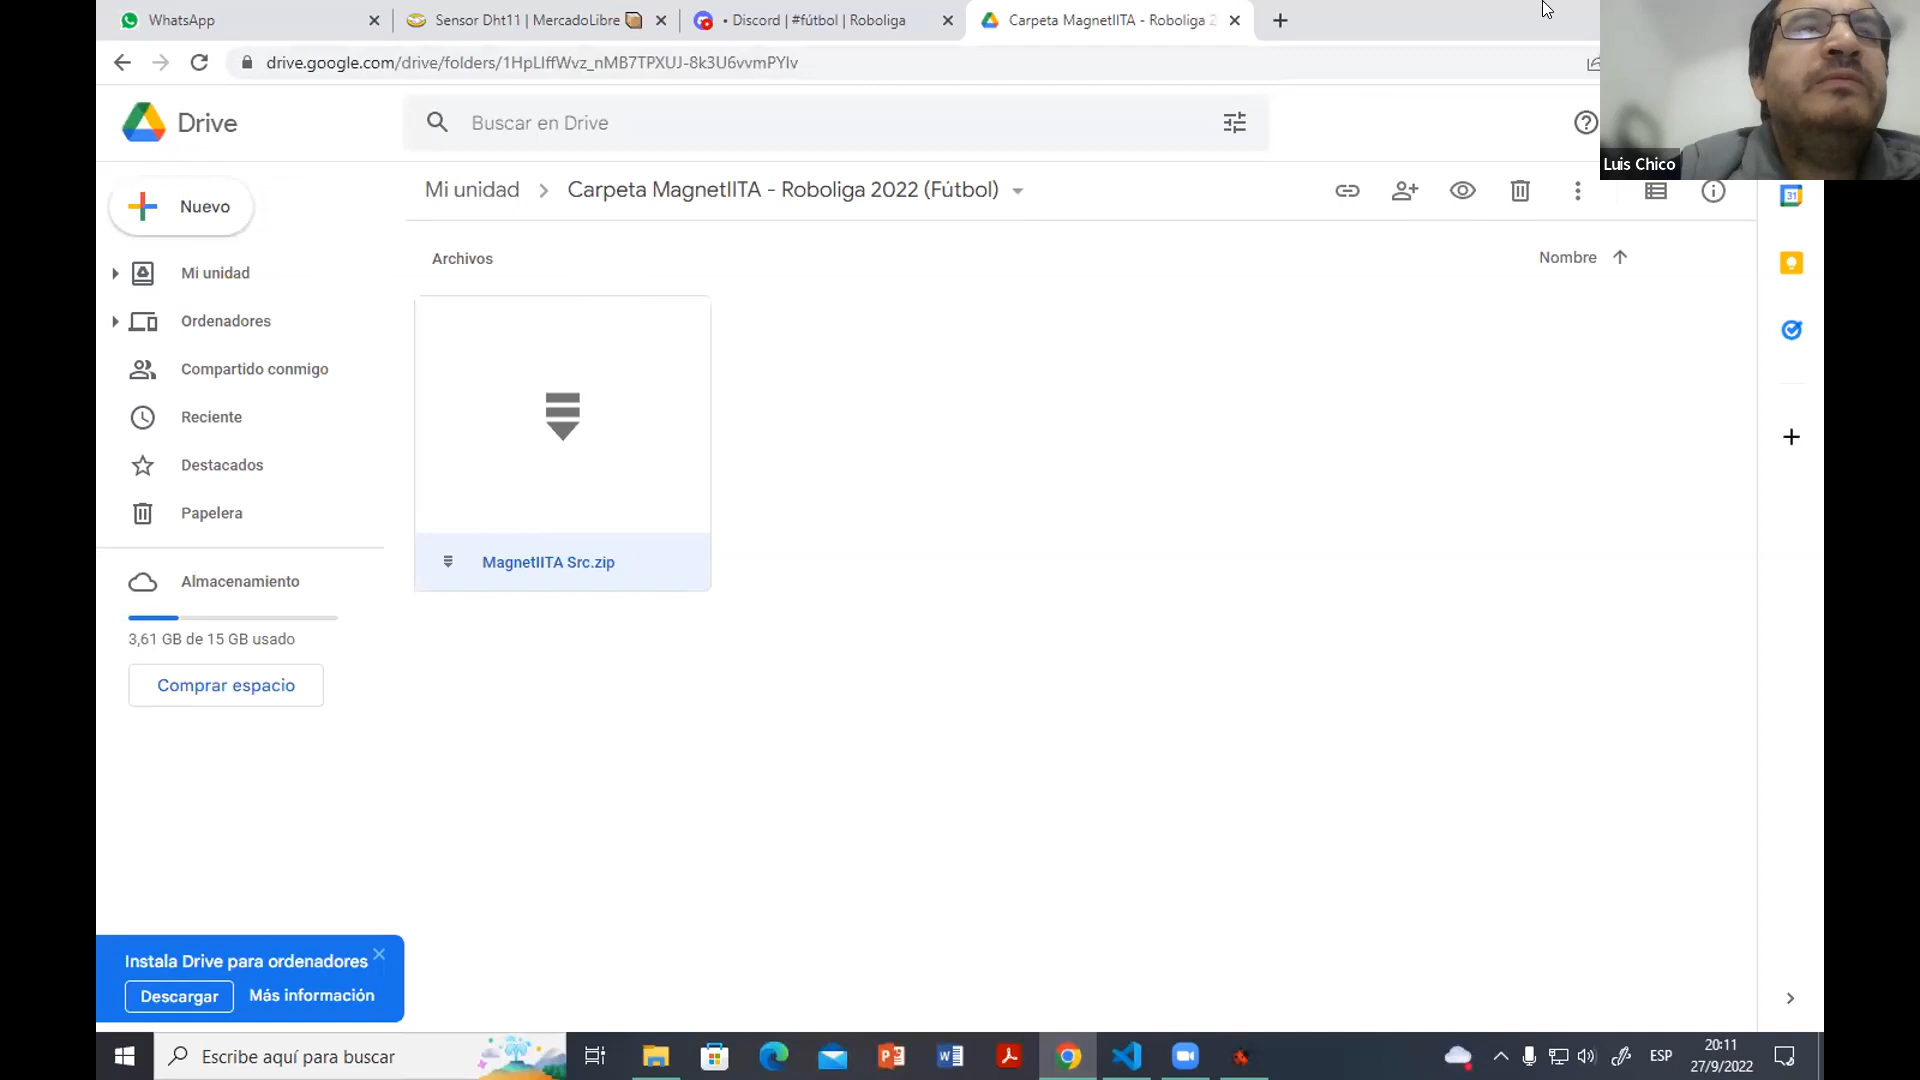 WhatsApp
Sensor Dht11 | MercadoLibre
• Discord | #fútbol | Roboliga
Carpeta MagnetIITA - Roboliga 2
drive.google.com/drive/folders/1HpLlffWvz_nMB7TPXUJ-8k3U6vvmPYlv
Drive
Buscar en Drive
Luis Chico
Nuevo
Mi unidad
Carpeta MagnetIITA - Roboliga 2022 (Fútbol)
31
Archivos
Nombre
Mi unidad
Ordenadores
Compartido conmigo
Reciente
Destacados
Papelera
MagnetIITA Src.zip
Almacenamiento
3,61 GB de 15 GB usado
Comprar espacio
Instala Drive para ordenadores
Descargar
Más información
Escribe aquí para buscar
ESP
20:11
27/9/2022